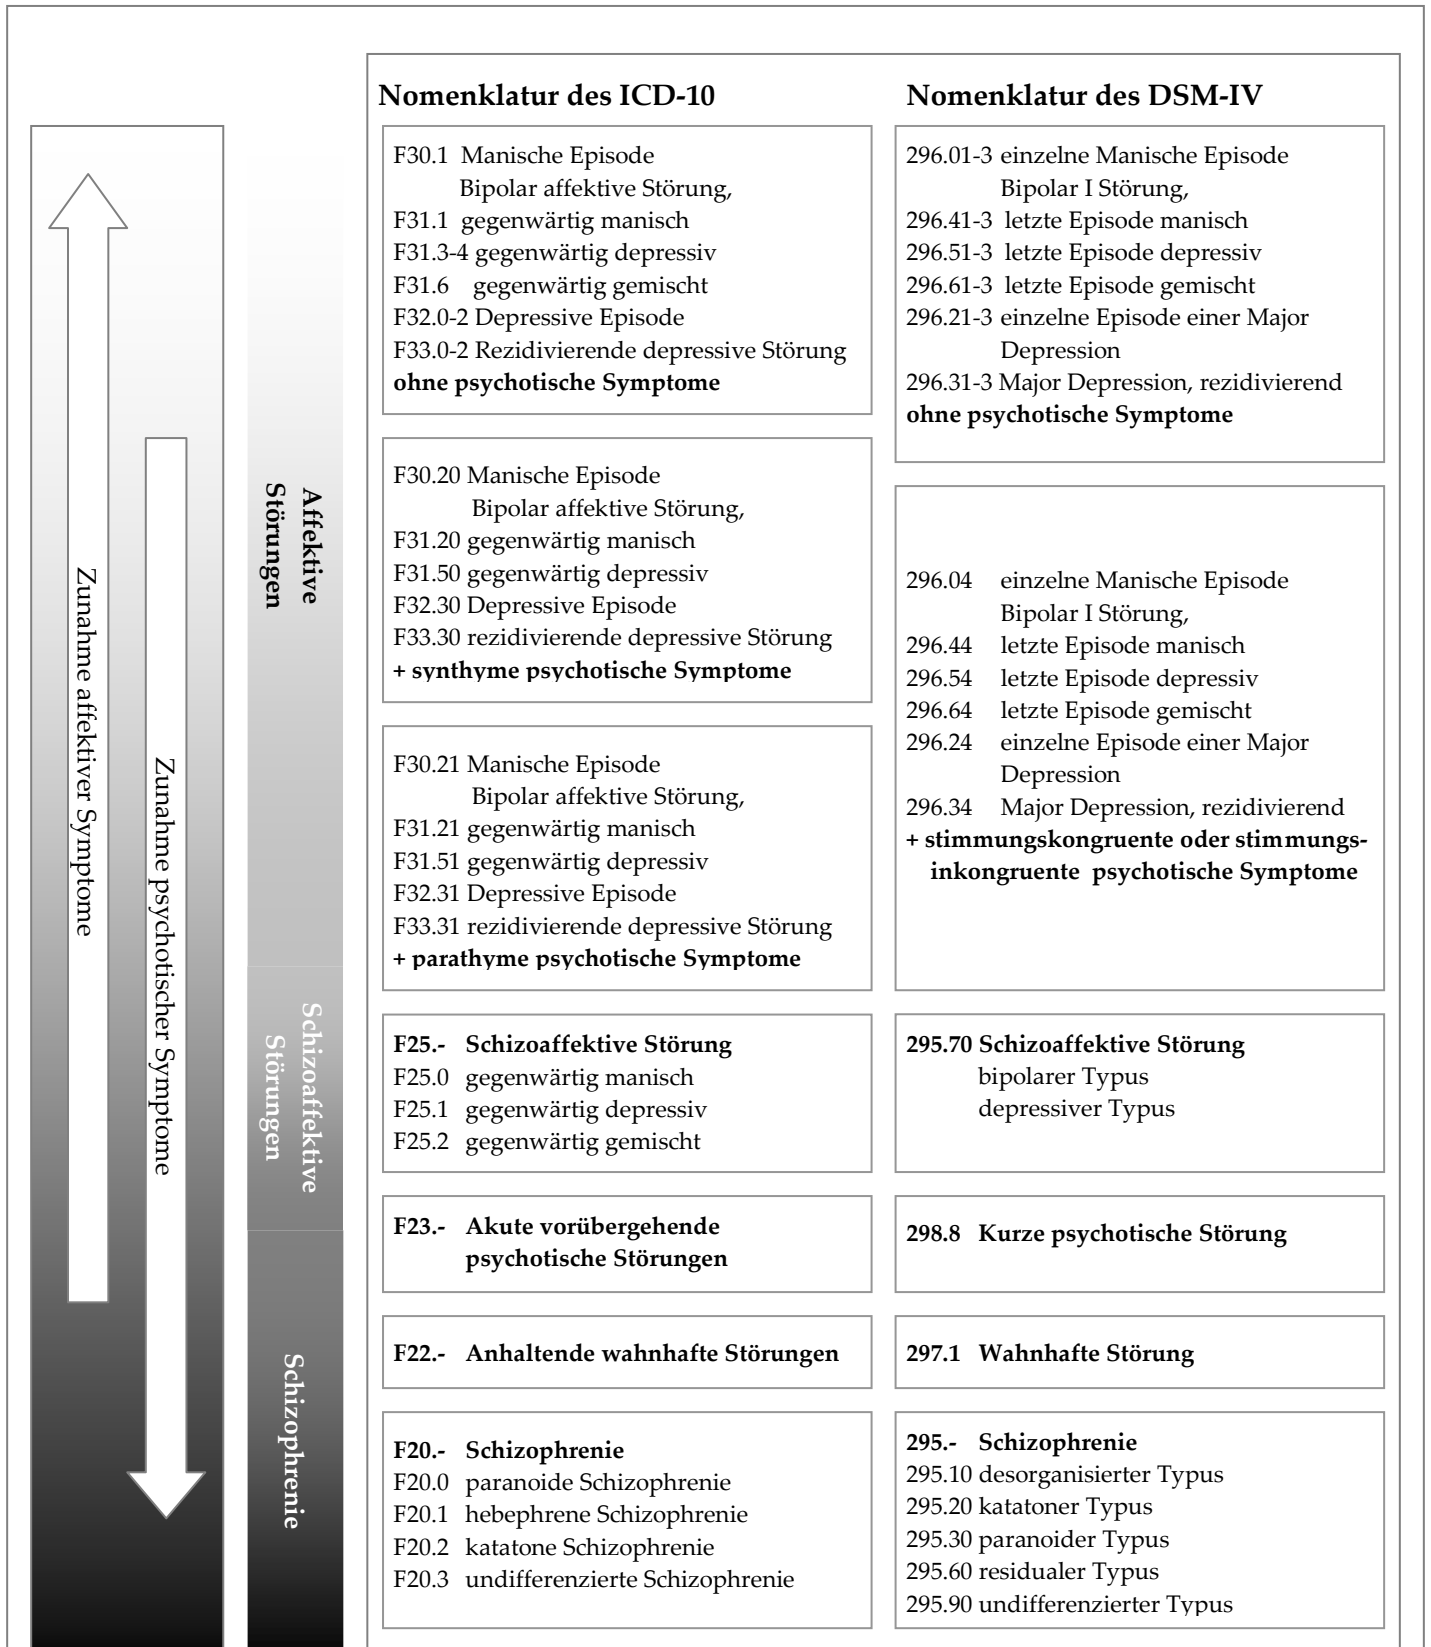 Zunahme affektiver Symptome
Zunahme psychotischer Symptome
Affektive
Störungen
Schizoaffektive
Störungen
Schizophrenie
Nomenklatur des ICD-10
F30.1 Manische Episode
Bipolar affektive Störung,
F31.1 gegenwärtig manisch
F31.3-4 gegenwärtig depressiv
F31.6 gegenwärtig gemischt
F32.0-2 Depressive Episode
F33.0-2 Rezidivierende depressive Störung
ohne psychotische Symptome
F30.20 Manische Episode
Bipolar affektive Störung,
F31.20 gegenwärtig manisch
F31.50 gegenwärtig depressiv
F32.30 Depressive Episode
F33.30 rezidivierende depressive Störung
+ synthyme psychotische Symptome
F30.21 Manische Episode
Bipolar affektive Störung,
F31.21 gegenwärtig manisch
F31.51 gegenwärtig depressiv
F32.31 Depressive Episode
F33.31 rezidivierende depressive Störung
+ parathyme psychotische Symptome
F25.- Schizoaffektive Störung
F25.0 gegenwärtig manisch
F25.1 gegenwärtig depressiv
F25.2 gegenwärtig gemischt
F23.- Akute vorübergehende
psychotische Störungen
F22.- Anhaltende wahnhafte Störungen
F20.- Schizophrenie
F20.0 paranoide Schizophrenie
F20.1 hebephrene Schizophrenie
F20.2 katatone Schizophrenie
F20.3 undifferenzierte Schizophrenie
Nomenklatur des DSM-IV
296.01-3 einzelne Manische Episode
Bipolar I Störung,
296.41-3 letzte Episode manisch
296.51-3 letzte Episode depressiv
296.61-3 letzte Episode gemischt
296.21-3 einzelne Episode einer Major
Depression
296.31-3 Major Depression, rezidivierend
ohne psychotische Symptome
296.04 einzelne Manische Episode
Bipolar I Störung,
296.44 letzte Episode manisch
296.54 letzte Episode depressiv
296.64 letzte Episode gemischt
296.24 einzelne Episode einer Major
Depression
296.34 Major Depression, rezidivierend
+ stimmungskongruente oder stimmungs-
inkongruente psychotische Symptome
295.70 Schizoaffektive Störung
bipolarer Typus
depressiver Typus
298.8 Kurze psychotische Störung
297.1 Wahnhafte Störung
295.- Schizophrenie
295.10 desorganisierter Typus
295.20 katatoner Typus
295.30 paranoider Typus
295.60 residualer Typus
295.90 undifferenzierter Typus